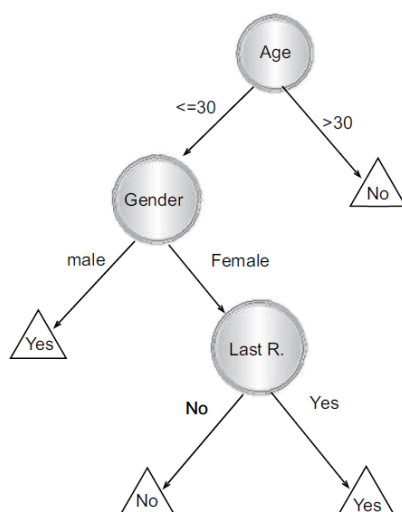 Age
<=30
>30
Gender
No
male
Female
Yes
Last R.
No
Yes
No
Yes